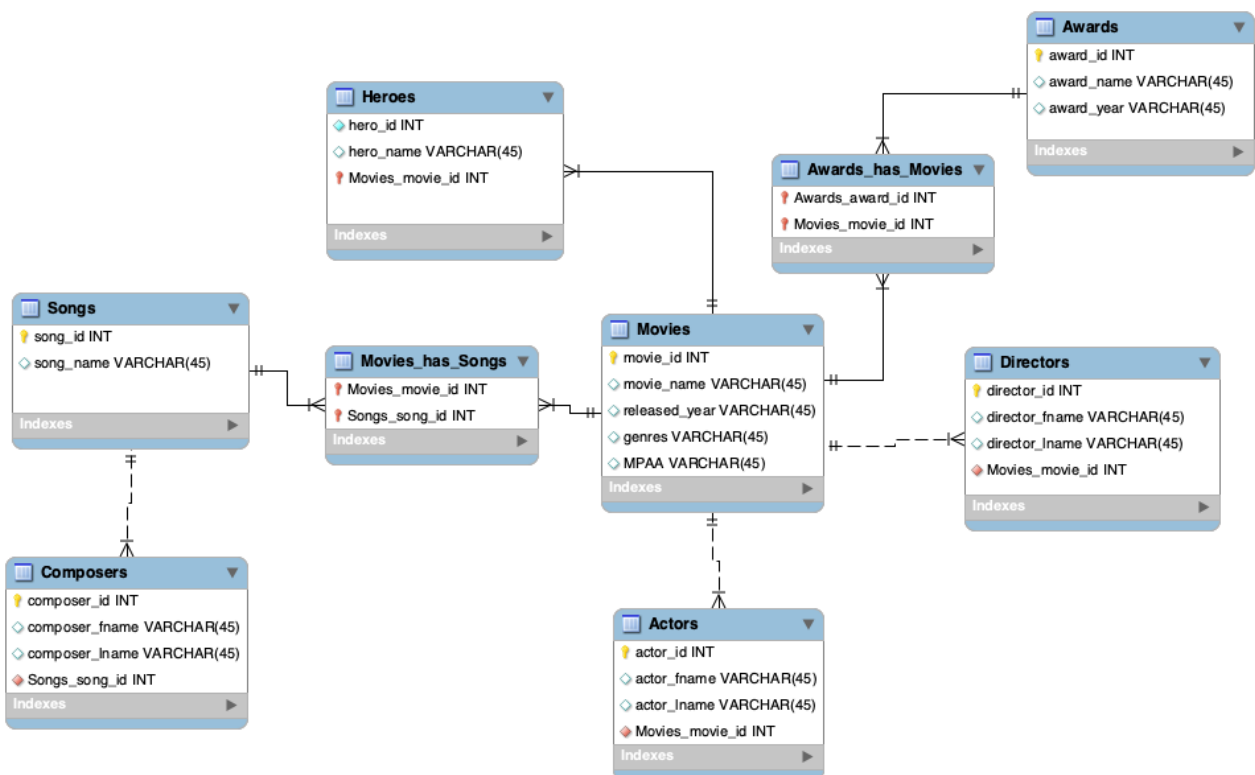 Awards
award_id INT
award_name VARCHAR(45)
award_year VARCHAR(45)
Indexes
Heroes
hero_id INT
hero_name VARCHAR(45)
Movies_movie_id INT
Indexes
Awards_has_Movies
Awards_award_id INT
Movies_movie_id INT
Indexes
Songs
song_id INT
song_name VARCHAR(45)
Indexes
Movies_has_Songs
Movies_movie_id INT
Songs_song_id INT
Indexes
Movies
movie_id INT
movie_name VARCHAR(45)
released_year VARCHAR(45)
genres VARCHAR(45)
MPAA VARCHAR(45)
Indexes
Directors
director_id INT
director_fname VARCHAR(45)
director_lname VARCHAR(45)
Movies_movie_id INT
Indexes
Composers
composer_id INT
composer_fname VARCHAR(45)
composer_lname VARCHAR(45)
Songs_song_id INT
Indexes
Actors
actor_id INT
actor_fname VARCHAR(45)
actor_lname VARCHAR(45)
Movies_movie_id INT
Indexes